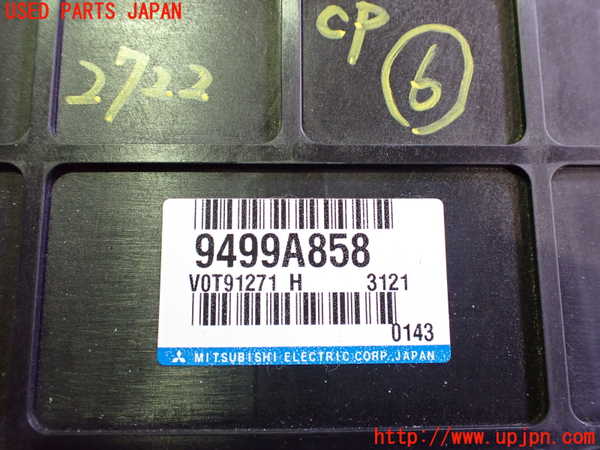 USED PARTS JAPAN
2722
CP
6
9499A858
V0T91271 H 3121
0143
MITSUBISHI ELECTRIC CORP., JAPAN
http://www.upjpn.com/